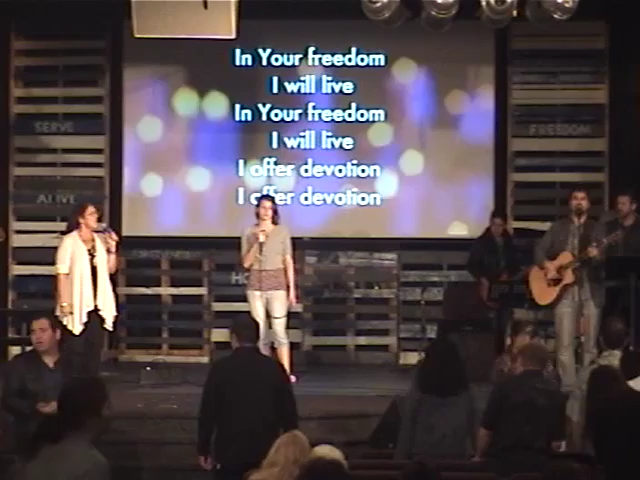 In Your freedom
I will live
In Your freedom
I will live
I offer devotion
I offer devotion
SERVE
FREEDOM
ALIVE